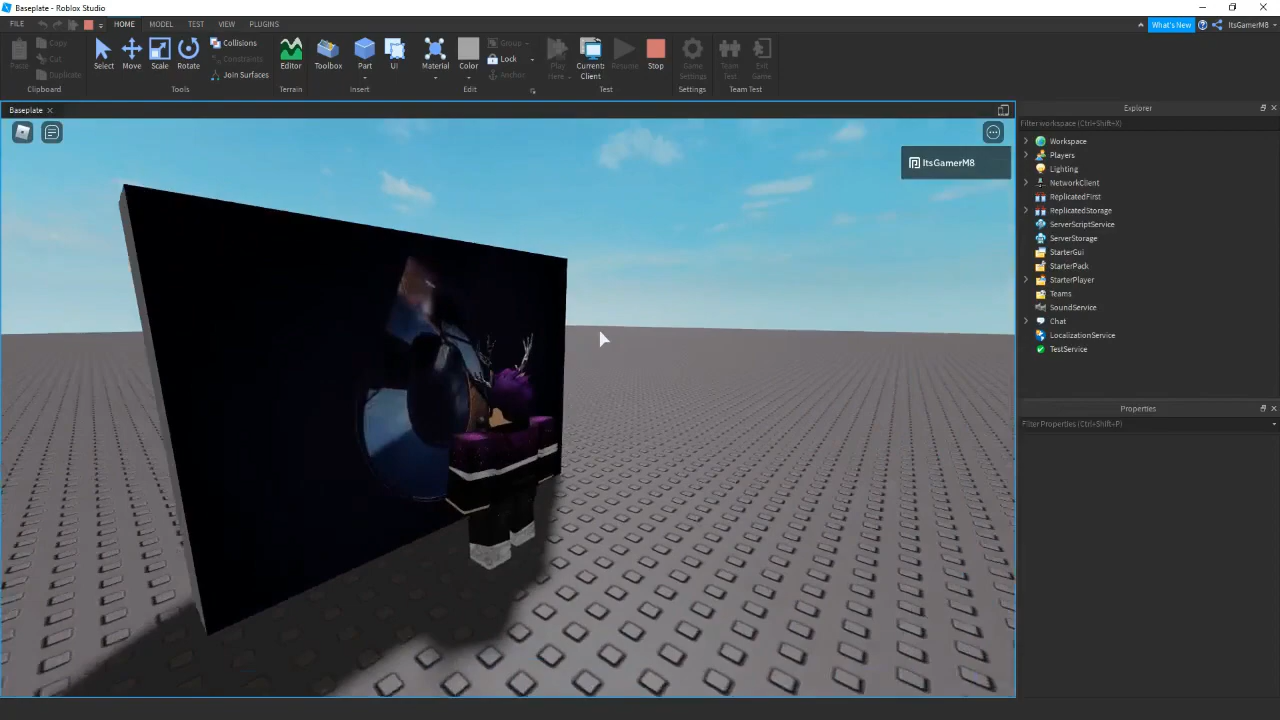 Baseplate - Roblox Studio
FILE HOME MODEL TEST VIEW PLUGINS
What's New ItsGamerM8
Paste Copy Cut Duplicate
Clipboard
Select Move Scale Rotate Collisions Constraints Join Surfaces
Tools
Editor
Terrain
Toolbox Part UI
Insert
Material Color Group Lock Anchor
Edit
Play Here Current: Client Resume Stop
Test
Game Settings
Settings
Team Test Exit Game
Team Test
Baseplate
ItsGamerM8
Explorer
Filter workspace (Ctrl+Shift+X)
Workspace
Players
Lighting
NetworkClient
ReplicatedFirst
ReplicatedStorage
ServerScriptService
ServerStorage
StarterGui
StarterPack
StarterPlayer
Teams
SoundService
Chat
LocalizationService
TestService
Properties
Filter Properties (Ctrl+Shift+P)